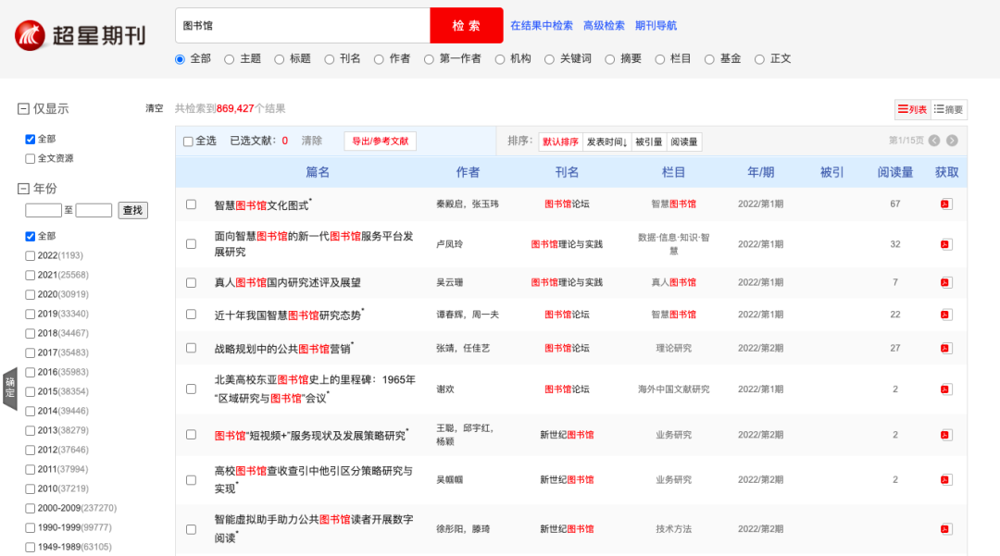 超星期刊
图书馆
检 索
在结果中检索 高级检索 期刊导航
全部 主题 标题 刊名 作者 第一作者 机构 关键词 摘要 栏目 基金 正文
仅显示 清空
共检索到869,427个结果
列表 摘要
全部
全文资源
全选 已选文献：0 清除 导出/参考文献
排序： 默认排序 发表时间↓ 被引量 阅读量
第1/15页
年份
至 查找
全部
2022(1193)
2021(25568)
2020(30919)
2019(33340)
2018(34467)
2017(35483)
2016(35983)
2015(38354)
2014(39446)
2013(38279)
2012(37646)
2011(37994)
2010(37219)
2000-2009(237270)
1990-1999(99777)
1949-1989(63105)
确定
篇名 作者 刊名 栏目 年/期 被引 阅读量 获取
智慧图书馆文化图式* 秦殿启，张玉玮 图书馆论坛 智慧图书馆 2022/第1期 67
面向智慧图书馆的新一代图书馆服务平台发
展研究 卢凤玲 图书馆理论与实践 数据·信息·知识·智
慧 2022/第1期 32
真人图书馆国内研究述评及展望 吴云珊 图书馆理论与实践 真人图书馆 2022/第1期 7
近十年我国智慧图书馆研究态势* 谭春辉，周一夫 图书馆论坛 智慧图书馆 2022/第1期 22
战略规划中的公共图书馆营销* 张靖，任佳艺 图书馆论坛 理论研究 2022/第2期 27
北美高校东亚图书馆史上的里程碑：1965年
“区域研究与图书馆”会议* 谢欢 图书馆论坛 海外中国文献研究 2022/第1期 2
图书馆“短视频+”服务现状及发展策略研究* 王聪，邱宇红，
杨颖 新世纪图书馆 业务研究 2022/第2期 2
高校图书馆查收查引中他引区分策略研究与
实现* 吴帼帼 新世纪图书馆 业务研究 2022/第2期 2
智能虚拟助手助力公共图书馆读者开展数字
阅读* 徐彤阳，滕琦 新世纪图书馆 技术方法 2022/第2期